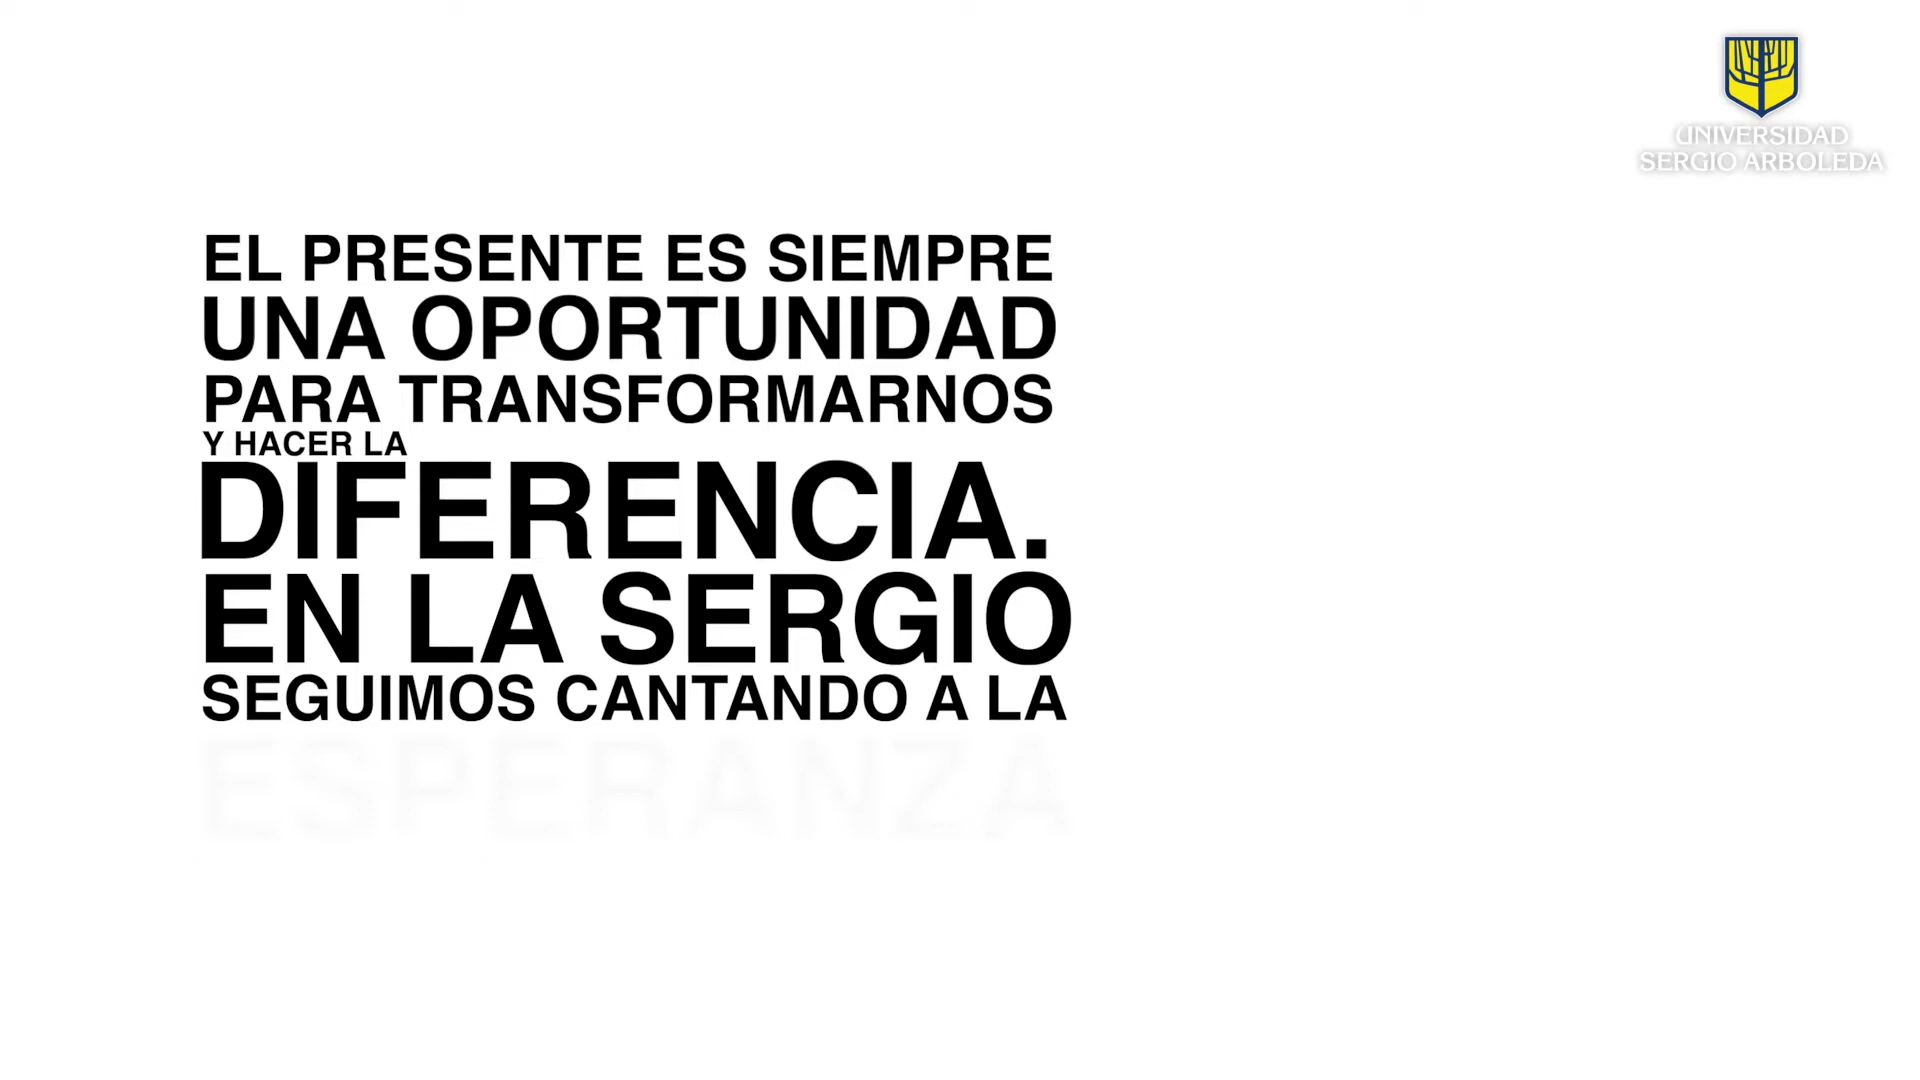 UNIVERSIDAD
SERGIO ARBOLEDA
EL PRESENTE ES SIEMPRE
UNA OPORTUNIDAD
PARA TRANSFORMARNOS
Y HACER LA
DIFERENCIA.
EN LA SERGIO
SEGUIMOS CANTANDO A LA
ESPERANZA